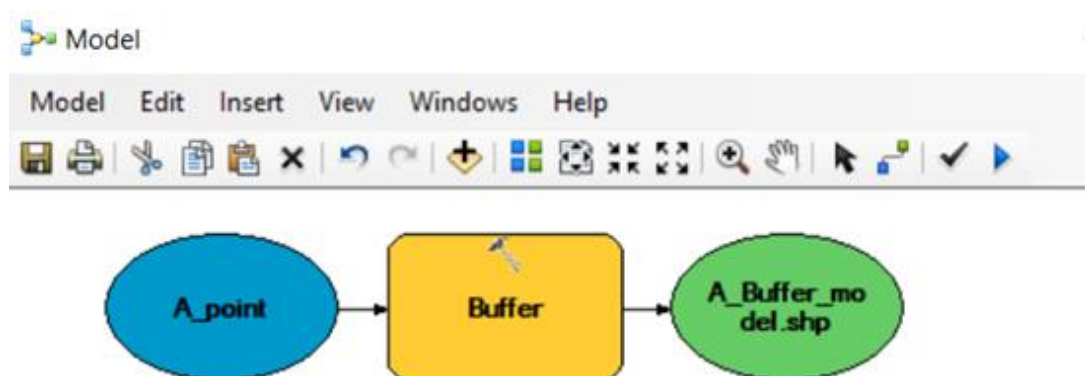 Model
Model Edit Insert View Windows Help
A_point
Buffer
A_Buffer_mo
del.shp